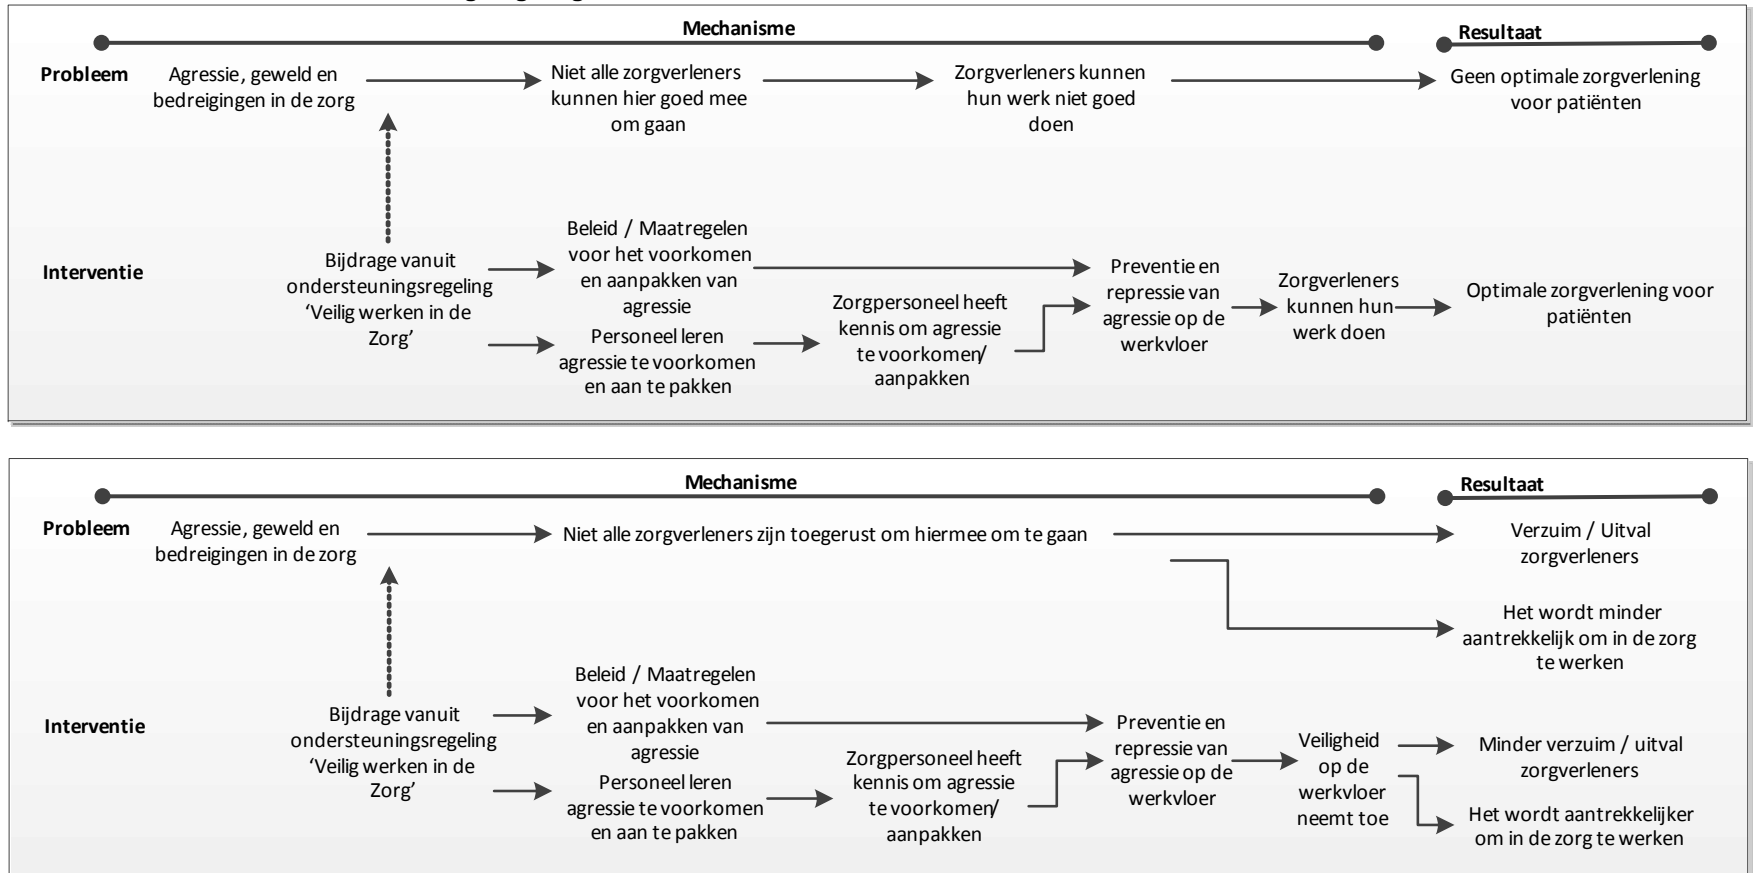 Mechanisme
Resultaat
Probleem
Agressie, geweld en
bedreigingen in de zorg
Niet alle zorgverleners
kunnen hier goed mee
om gaan
Zorgverleners kunnen
hun werk niet goed
doen
Geen optimale zorgverlening
voor patiënten
Interventie
Bijdrage vanuit
ondersteuningsregeling
‘Veilig werken in de
Zorg’
Beleid / Maatregelen
voor het voorkomen
en aanpakken van
agressie
Personeel leren
agressie te voorkomen
en aan te pakken
Zorgpersoneel heeft
kennis om agressie
te voorkomen/
aanpakken
Preventie en
repressie van
agressie op de
werkvloer
Zorgverleners
kunnen hun
werk doen
Optimale zorgverlening voor
patiënten
Mechanisme
Resultaat
Probleem
Agressie, geweld en
bedreigingen in de zorg
Niet alle zorgverleners zijn toegerust om hiermee om te gaan
Verzuim / Uitval
zorgverleners
Het wordt minder
aantrekkelijk om in de zorg
te werken
Interventie
Bijdrage vanuit
ondersteuningsregeling
‘Veilig werken in de
Zorg’
Beleid / Maatregelen
voor het voorkomen
en aanpakken van
agressie
Personeel leren
agressie te voorkomen
en aan te pakken
Zorgpersoneel heeft
kennis om agressie
te voorkomen/
aanpakken
Preventie en
repressie van
agressie op de
werkvloer
Veiligheid
op de
werkvloer
neemt toe
Minder verzuim / uitval
zorgverleners
Het wordt aantrekkelijker
om in de zorg te werken